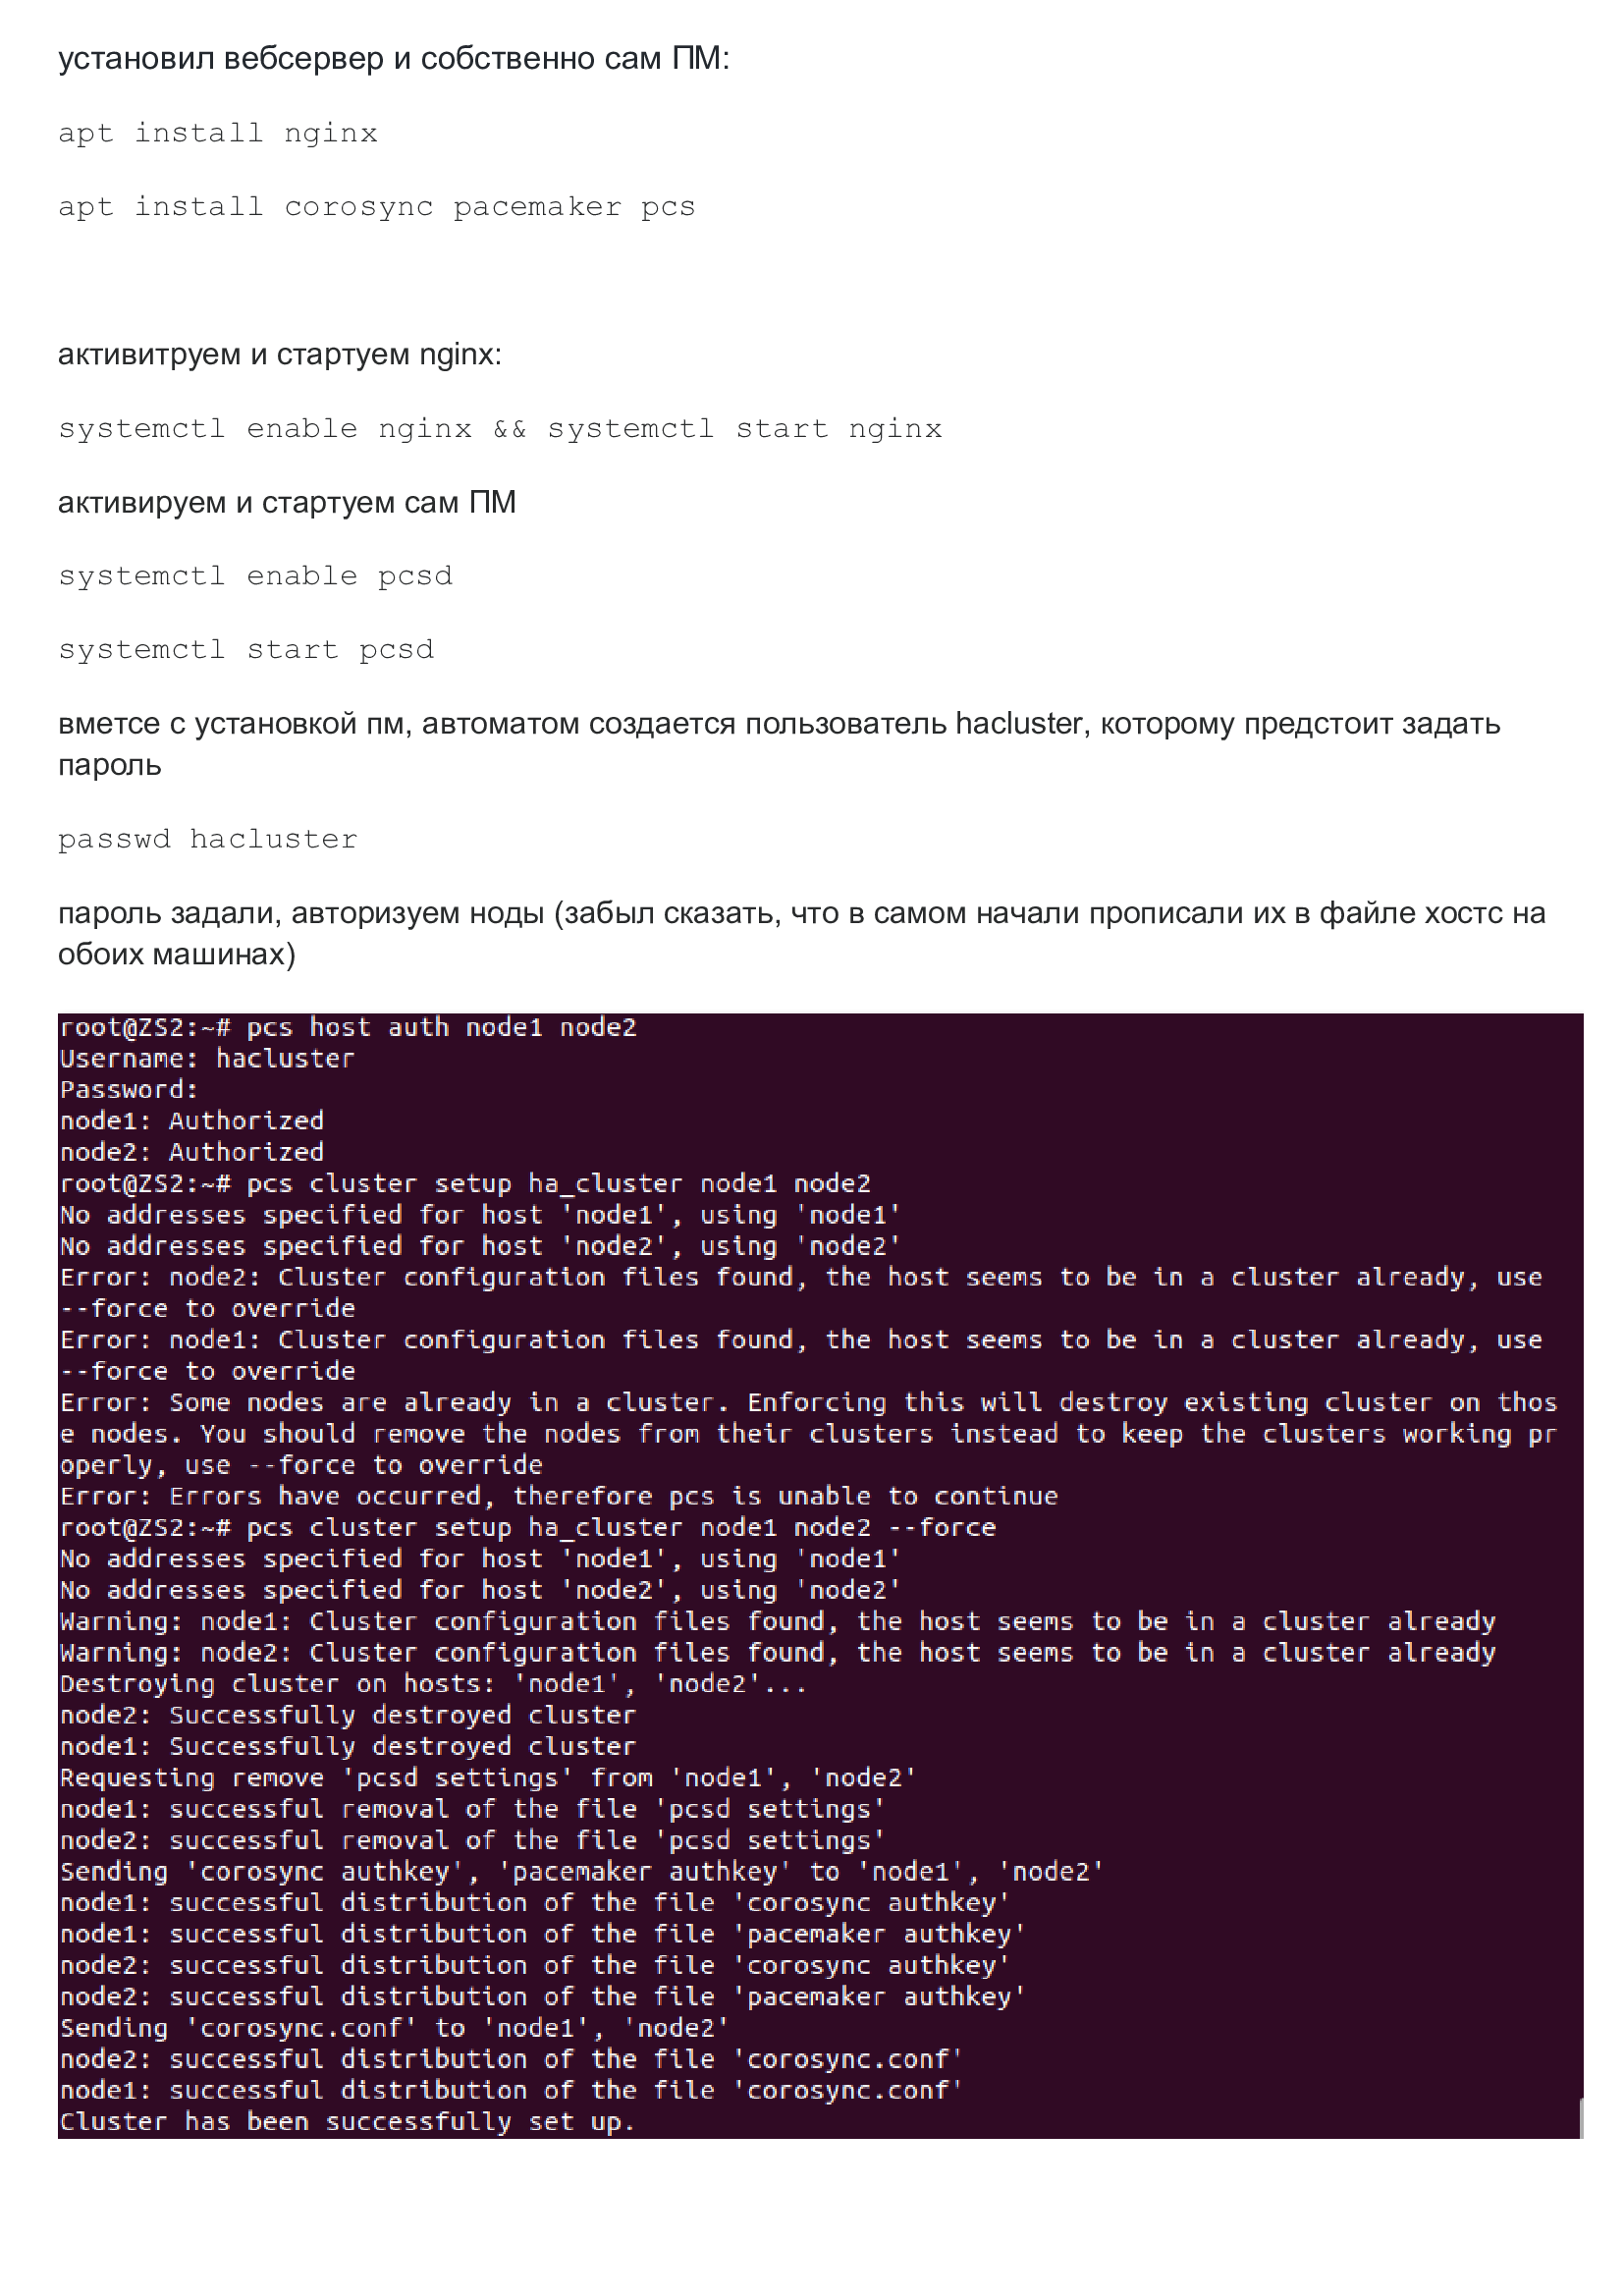 установил вебсервер и собственно сам ПМ:
apt install nginx
apt install corosync pacemaker pcs
активитруем и стартуем nginx:
systemctl enable nginx && systemctl start nginx
активируем и стартуем сам ПМ
systemctl enable pcsd
systemctl start pcsd
вметсе с установкой пм, автоматом создается пользователь hacluster, которому предстоит задать
пароль
passwd hacluster
пароль задали, авторизуем ноды (забыл сказать, что в самом начали прописали их в файле хостс на
обоих машинах)
root@ZS2:~# pcs host auth node1 node2
Username: hacluster
Password:
node1: Authorized
node2: Authorized
root@ZS2:~# pcs cluster setup ha_cluster node1 node2
No addresses specified for host 'node1', using 'node1'
No addresses specified for host 'node2', using 'node2'
Error: node2: Cluster configuration files found, the host seems to be in a cluster already, use
--force to override
Error: node1: Cluster configuration files found, the host seems to be in a cluster already, use
--force to override
Error: Some nodes are already in a cluster. Enforcing this will destroy existing cluster on thos
e nodes. You should remove the nodes from their clusters instead to keep the clusters working pr
operly, use --force to override
Error: Errors have occurred, therefore pcs is unable to continue
root@ZS2:~# pcs cluster setup ha_cluster node1 node2 --force
No addresses specified for host 'node1', using 'node1'
No addresses specified for host 'node2', using 'node2'
Warning: node1: Cluster configuration files found, the host seems to be in a cluster already
Warning: node2: Cluster configuration files found, the host seems to be in a cluster already
Destroying cluster on hosts: 'node1', 'node2'...
node2: Successfully destroyed cluster
node1: Successfully destroyed cluster
Requesting remove 'pcsd settings' from 'node1', 'node2'
node1: successful removal of the file 'pcsd settings'
node2: successful removal of the file 'pcsd settings'
Sending 'corosync authkey', 'pacemaker authkey' to 'node1', 'node2'
node1: successful distribution of the file 'corosync authkey'
node1: successful distribution of the file 'pacemaker authkey'
node2: successful distribution of the file 'corosync authkey'
node2: successful distribution of the file 'pacemaker authkey'
Sending 'corosync.conf' to 'node1', 'node2'
node2: successful distribution of the file 'corosync.conf'
node1: successful distribution of the file 'corosync.conf'
Cluster has been successfully set up.